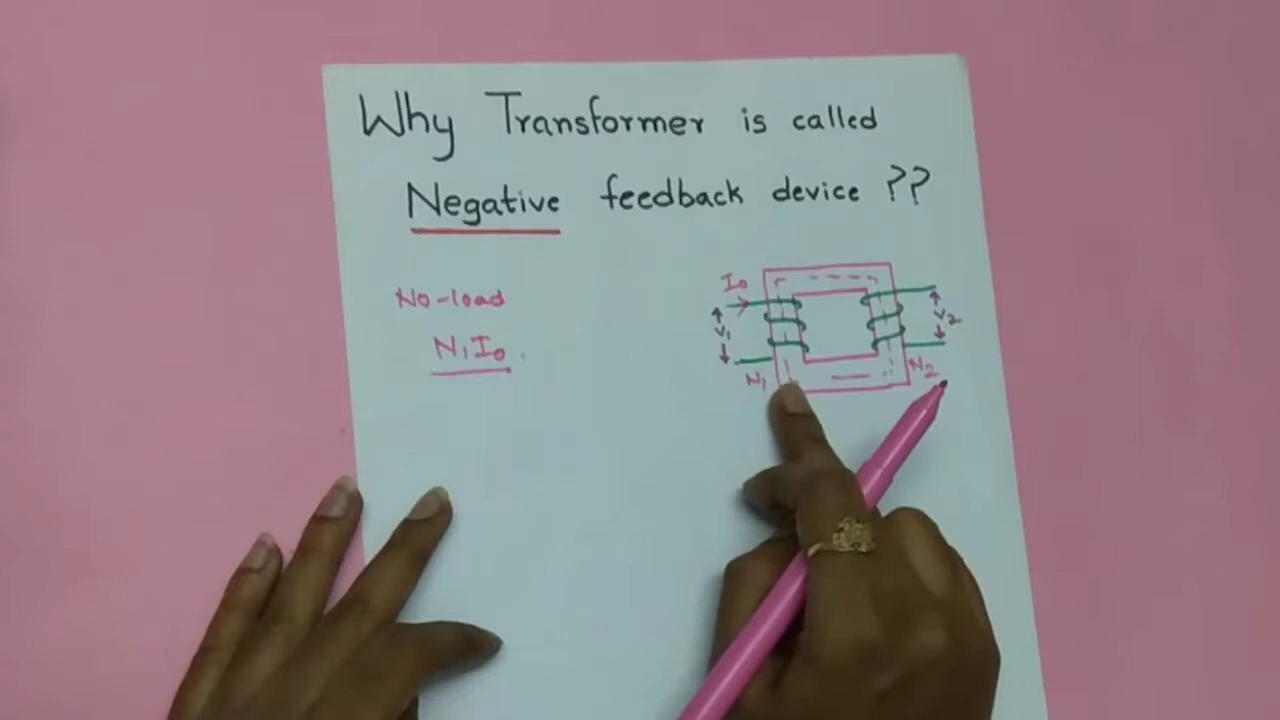 Why Transformer is called
Negative feedback device ??
No-load
N₁I₀
I₀
V₁
V₂
N₁
N₂